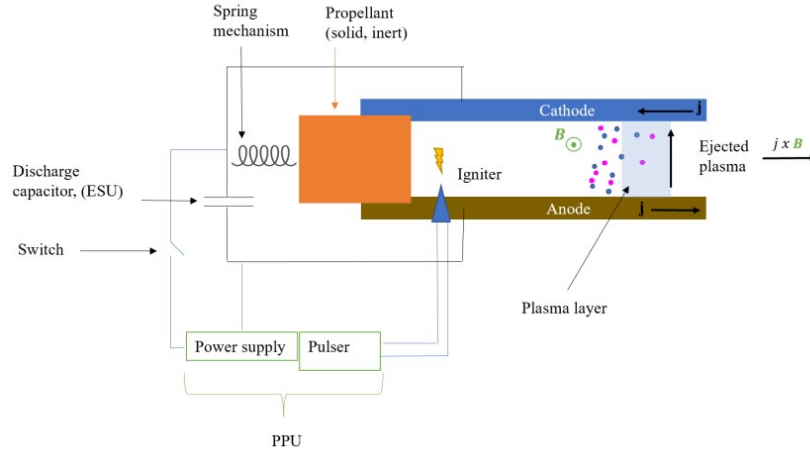 Spring
mechanism
Propellant
(solid, inert)
Cathode
j
B
Ejected
plasma
j x B
Discharge
capacitor, (ESU)
Igniter
Anode
j
Switch
Plasma layer
Power supply
Pulser
PPU